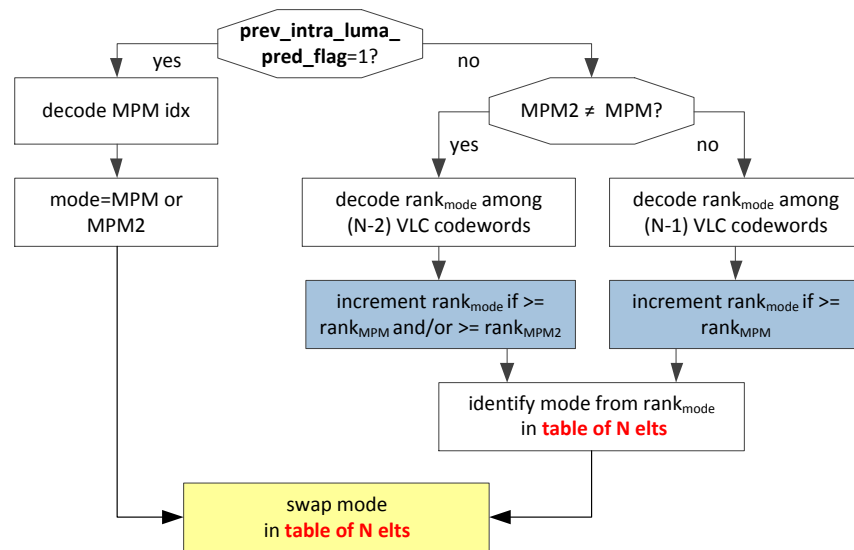 prev_intra_luma_
pred_flag=1?
yes
no
decode MPM idx
MPM2 ≠ MPM?
yes
no
mode=MPM or
MPM2
decode rankmode among
(N-2) VLC codewords
decode rankmode among
(N-1) VLC codewords
increment rankmode if >=
rankMPM and/or >= rankMPM2
increment rankmode if >=
rankMPM
identify mode from rankmode
in table of N elts
swap mode
in table of N elts